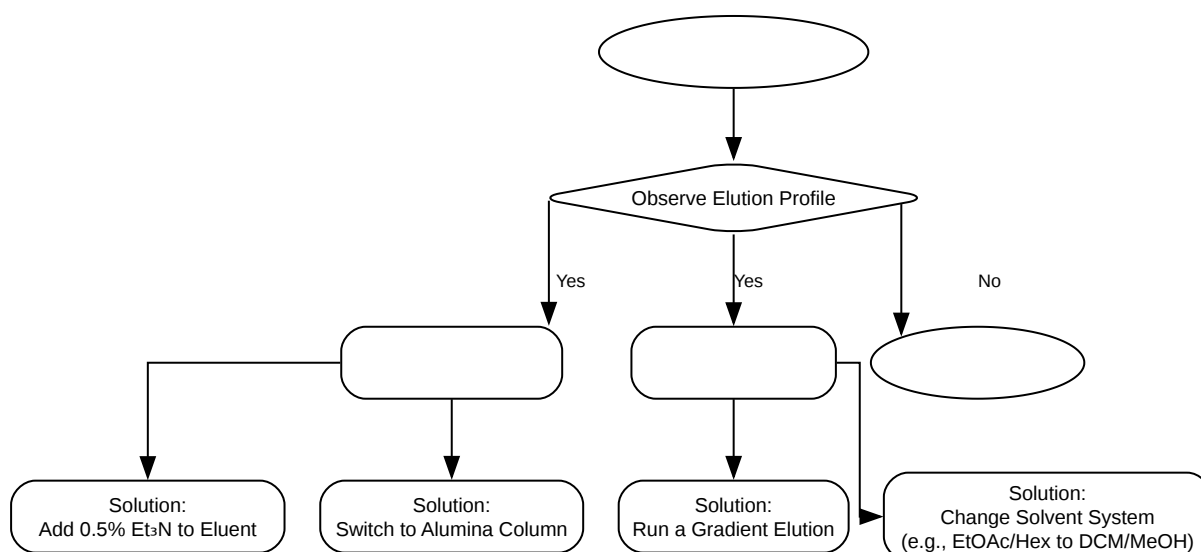 Observe Elution Profile
Yes
Yes
No
Solution:
Add 0.5% Et₃N to Eluent
Solution:
Switch to Alumina Column
Solution:
Run a Gradient Elution
Solution:
Change Solvent System
(e.g., EtOAc/Hex to DCM/MeOH)